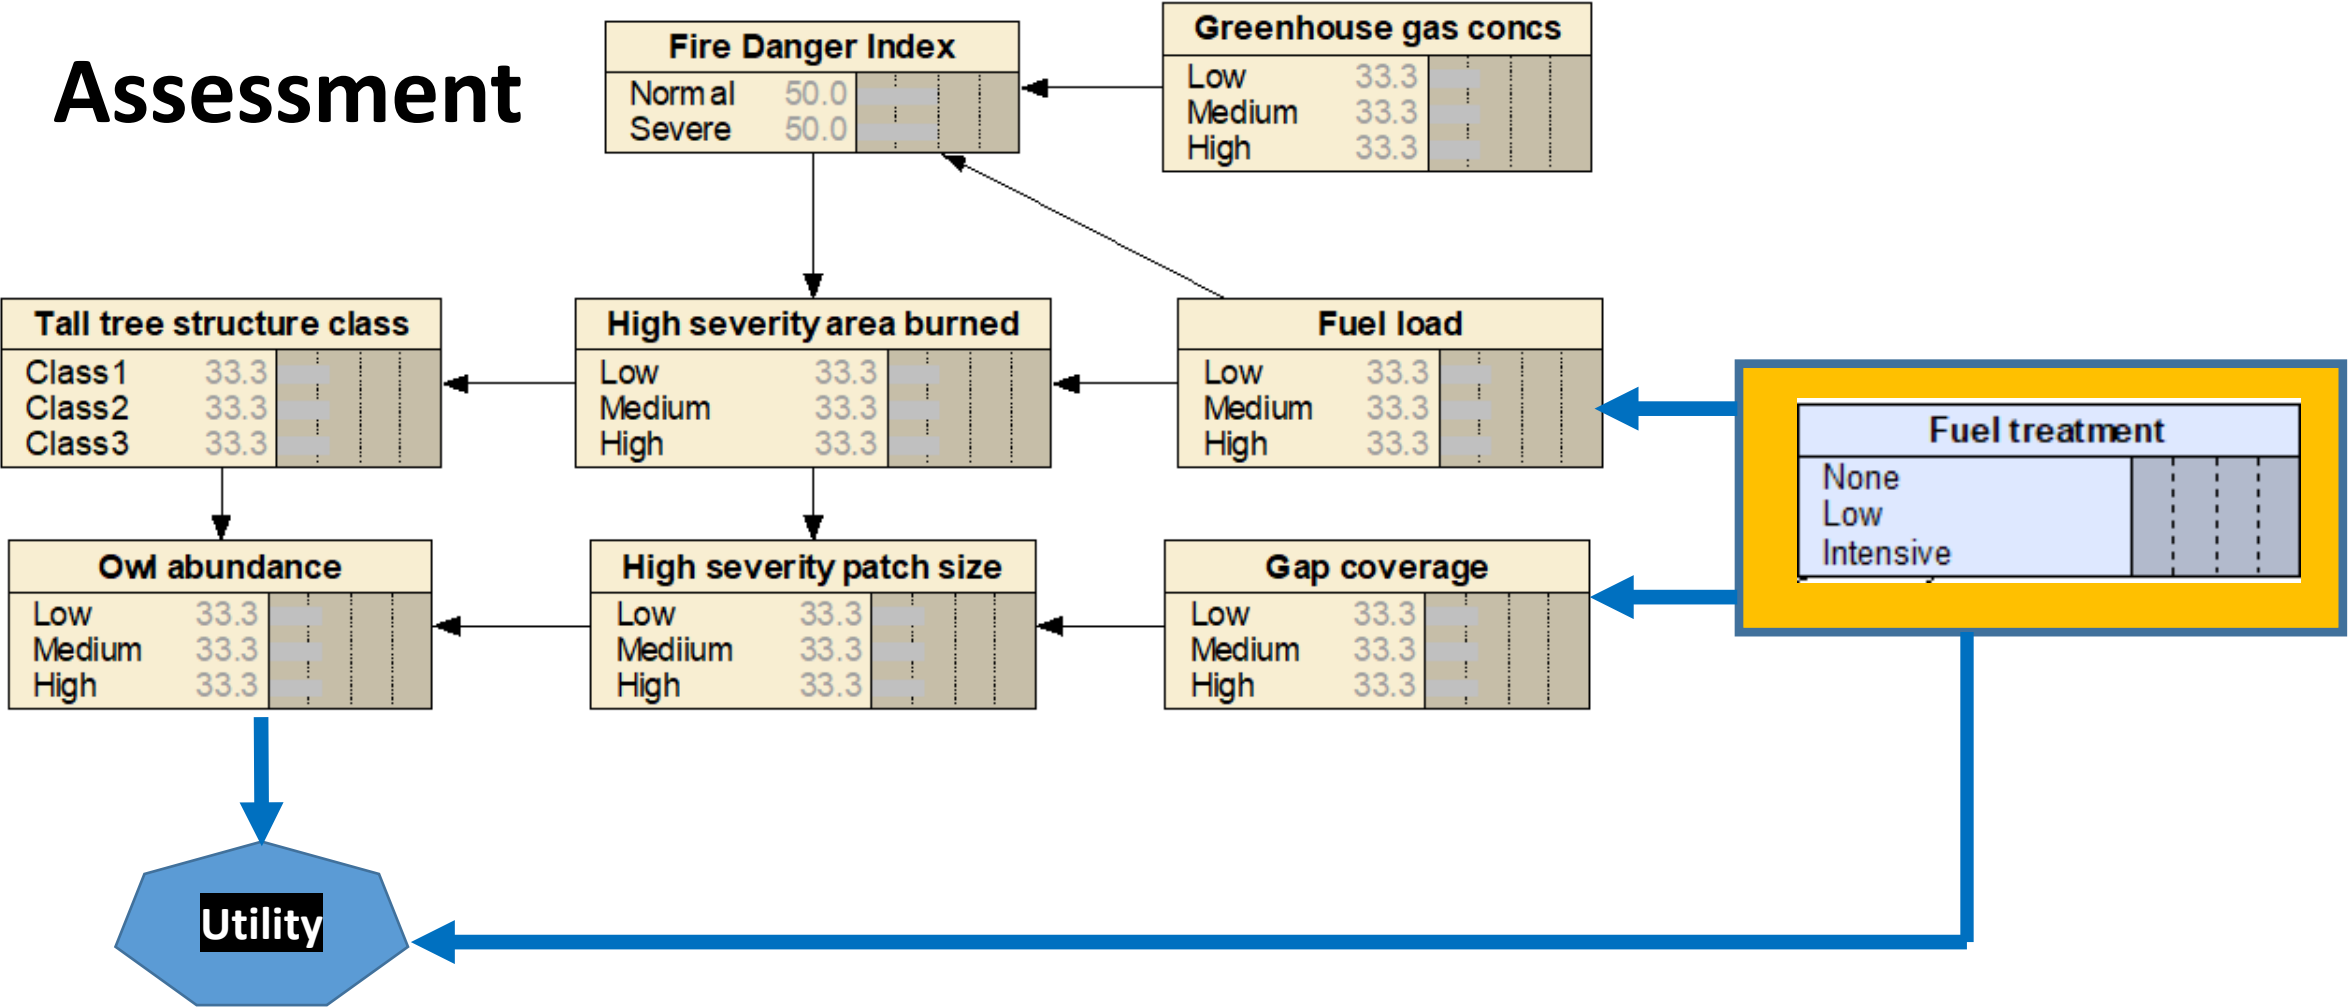 Assessment
Fire Danger Index
Normal 50.0
Severe 50.0
Greenhouse gas concs
Low 33.3
Medium 33.3
High 33.3
Tall tree structure class
Class1 33.3
Class2 33.3
Class3 33.3
High severity area burned
Low 33.3
Medium 33.3
High 33.3
Fuel load
Low 33.3
Medium 33.3
High 33.3
Fuel treatment
None
Low
Intensive
Owl abundance
Low 33.3
Medium 33.3
High 33.3
High severity patch size
Low 33.3
Mediium 33.3
High 33.3
Gap coverage
Low 33.3
Medium 33.3
High 33.3
Utility